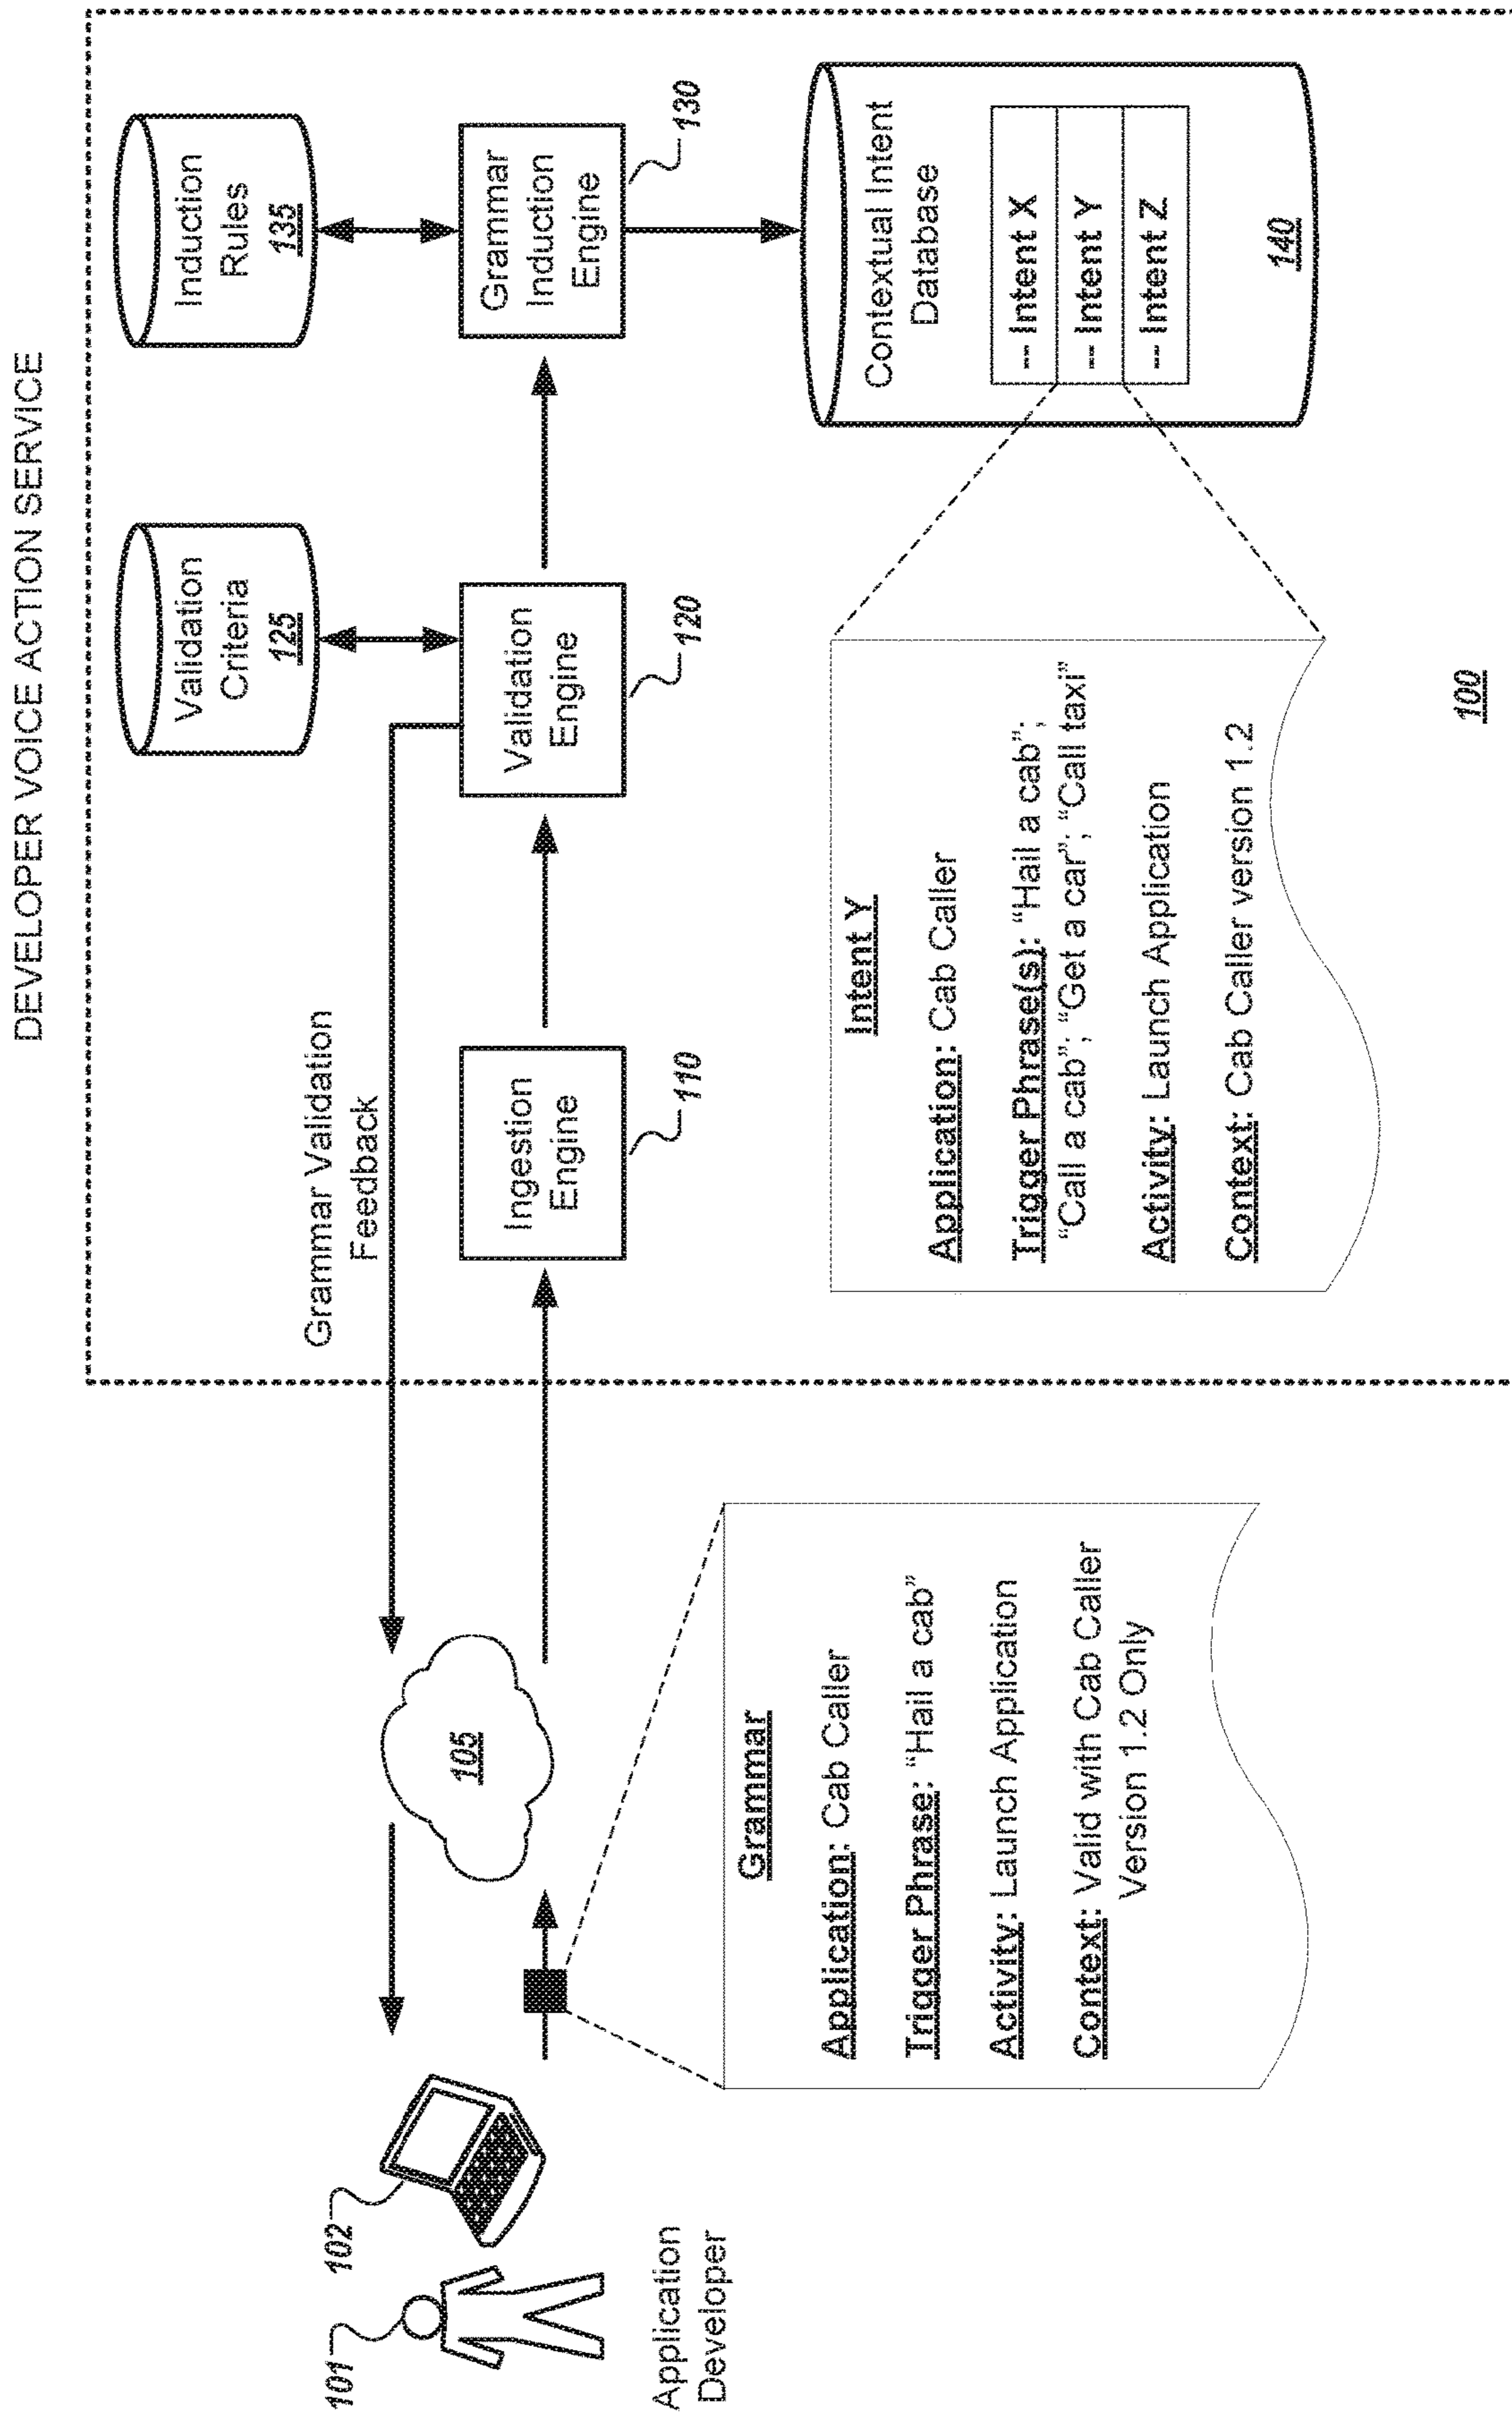 DEVELOPER VOICE ACTION SERVICE
101
102
Application
Developer
105
Grammar Validation
Feedback
Ingestion
Engine
110
Validation
Criteria
125
Validation
Engine
120
Induction
Rules
135
Grammar
Induction
Engine
130
Grammar
Application: Cab Caller
Trigger Phrase: “Hail a cab”
Activity: Launch Application
Context: Valid with Cab Caller
Version 1.2 Only
Intent Y
Application: Cab Caller
Trigger Phrase(s): “Hail a cab”;
“Call a cab”; “Get a car”; “Call taxi”
Activity: Launch Application
Context: Cab Caller version 1.2
Contextual Intent
Database
-- Intent X
-- Intent Y
-- Intent Z
140
100